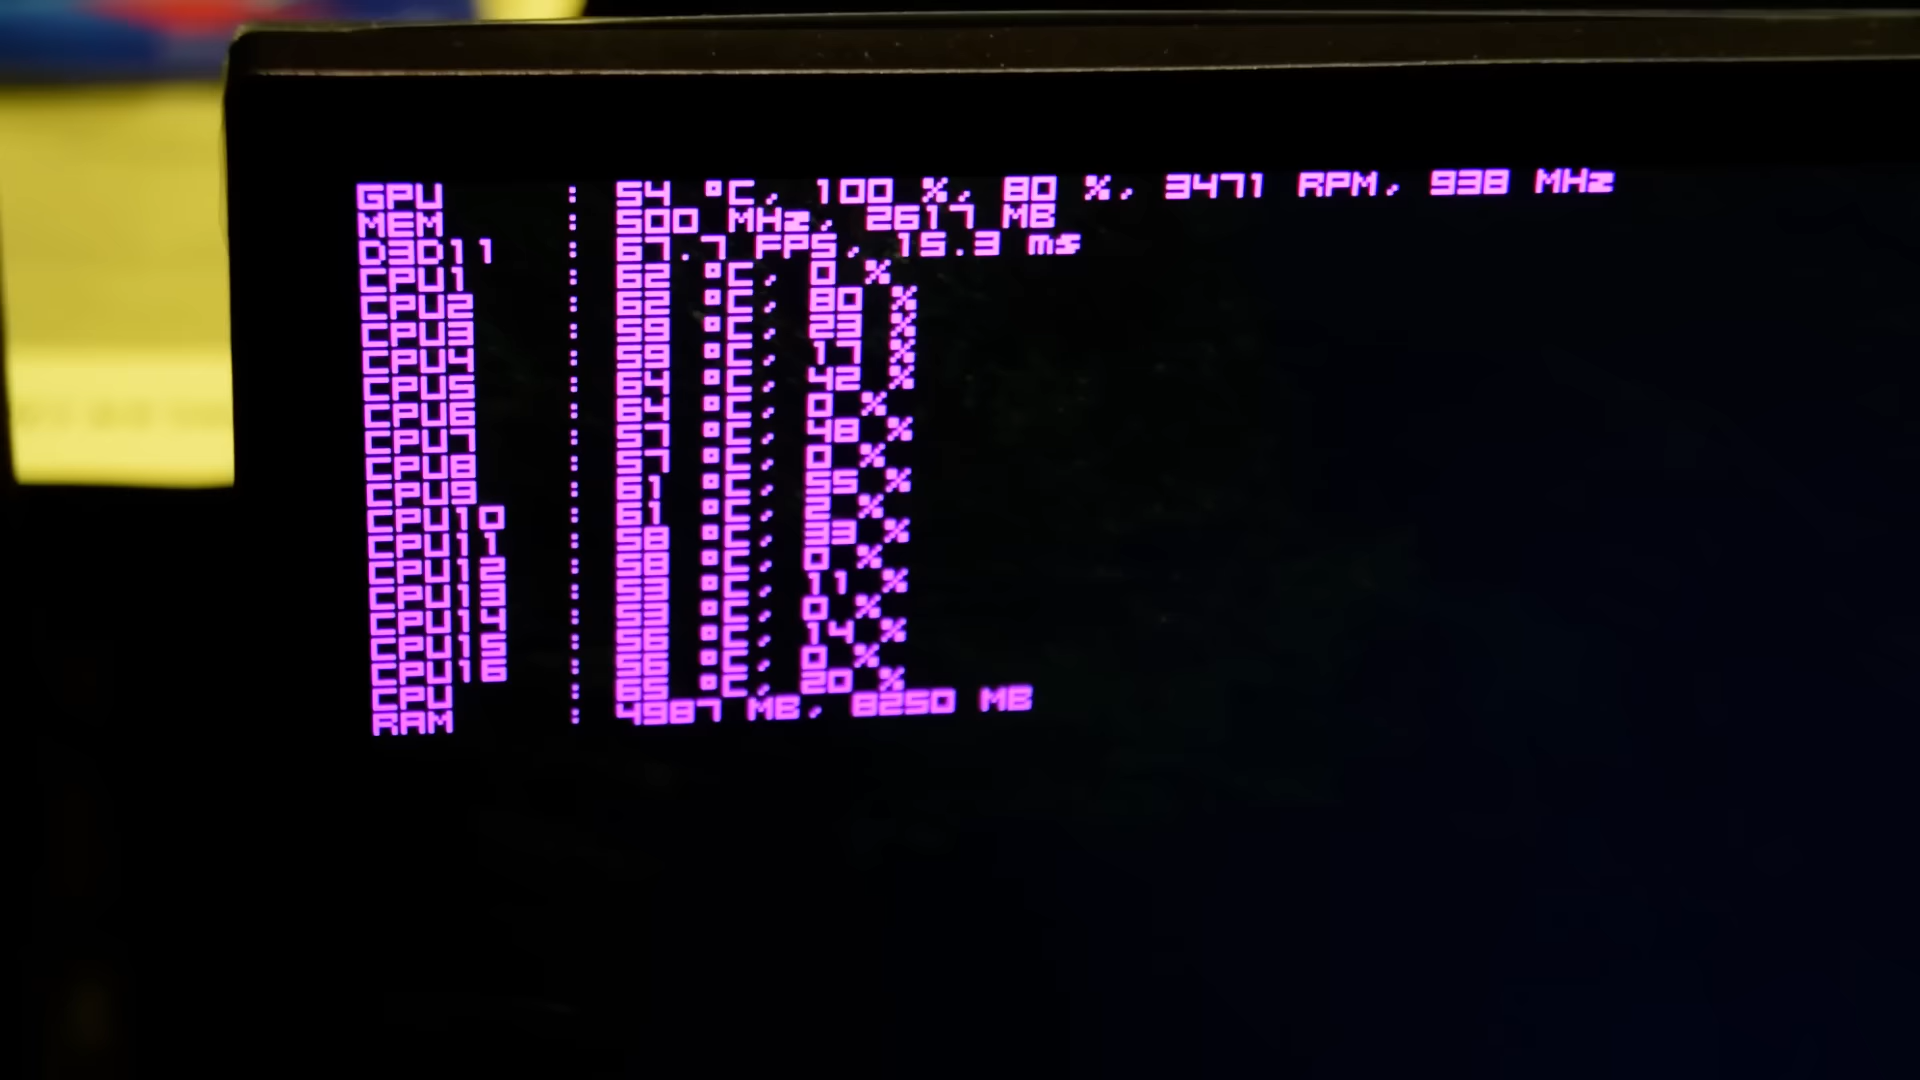 GPU : 54 °C, 100 %, 80 %, 3471 RPM, 938 MHz
MEM : 500 MHz, 2617 MB
D3D11 : 67.7 FPS, 15.3 ms
CPU1 : 62 °C, 0 %
CPU2 : 62 °C, 80 %
CPU3 : 59 °C, 23 %
CPU4 : 59 °C, 17 %
CPU5 : 64 °C, 42 %
CPU6 : 64 °C, 0 %
CPU7 : 57 °C, 48 %
CPU8 : 57 °C, 0 %
CPU9 : 61 °C, 55 %
CPU10 : 61 °C, 2 %
CPU11 : 58 °C, 33 %
CPU12 : 58 °C, 0 %
CPU13 : 53 °C, 11 %
CPU14 : 53 °C, 0 %
CPU15 : 56 °C, 14 %
CPU16 : 56 °C, 0 %
CPU : 65 °C, 20 %
RAM : 4987 MB, 8250 MB